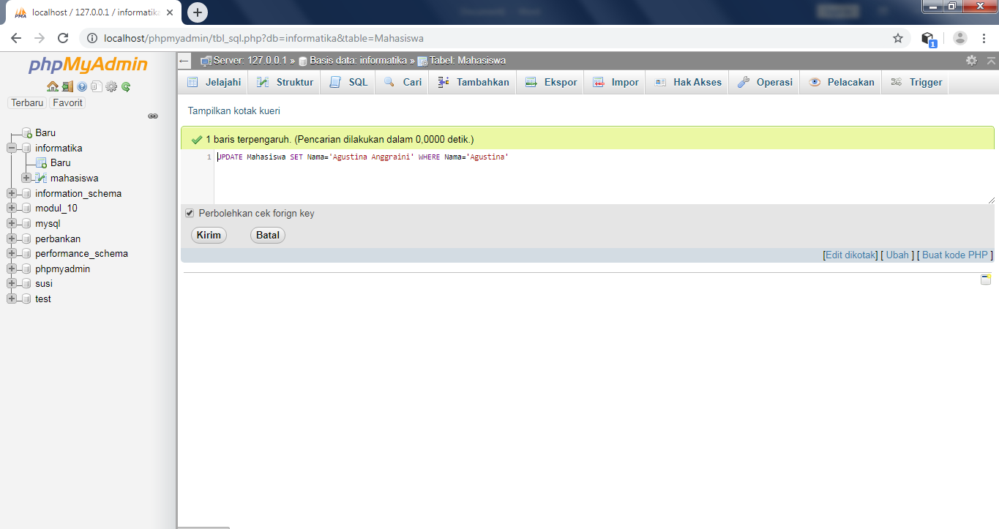 localhost / 127.0.0.1 / informatika
localhost/phpmyadmin/tbl_sql.php?db=informatika&table=Mahasiswa
1
phpMyAdmin
Terbaru Favorit
Baru
informatika
Baru
mahasiswa
information_schema
modul_10
mysql
perbankan
performance_schema
phpmyadmin
susi
test
Server: 127.0.0.1 » Basis data: informatika » Tabel: Mahasiswa
Jelajahi Struktur SQL Cari Tambahkan Ekspor Impor Hak Akses Operasi Pelacakan Trigger
Tampilkan kotak kueri
1 baris terpengaruh. (Pencarian dilakukan dalam 0,0000 detik.)
1 UPDATE Mahasiswa SET Nama='Agustina Anggraini' WHERE Nama='Agustina'
Perbolehkan cek forign key
Kirim Batal
[Edit dikotak] [ Ubah ] [ Buat kode PHP ]